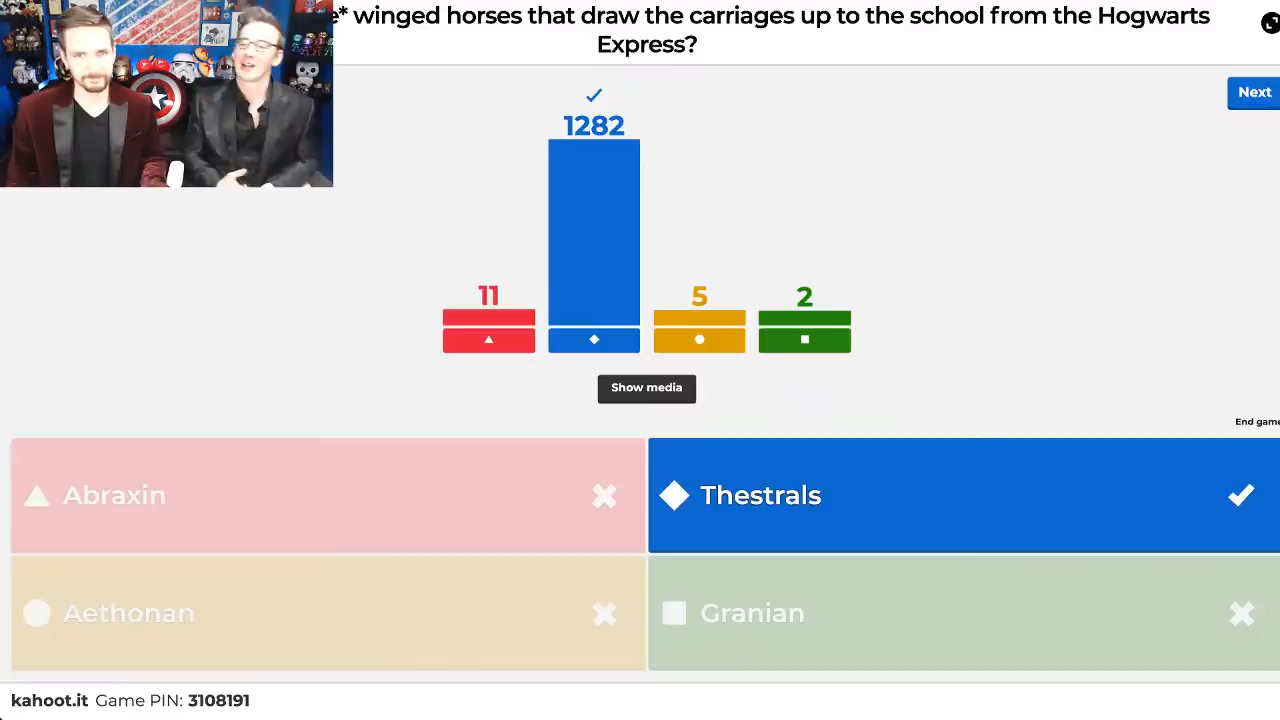 e* winged horses that draw the carriages up to the school from the Hogwarts
Express?
Next
1282
11
5
2
Show media
End game
Abraxin
Thestrals
Aethonan
Granian
kahoot.it Game PIN: 3108191